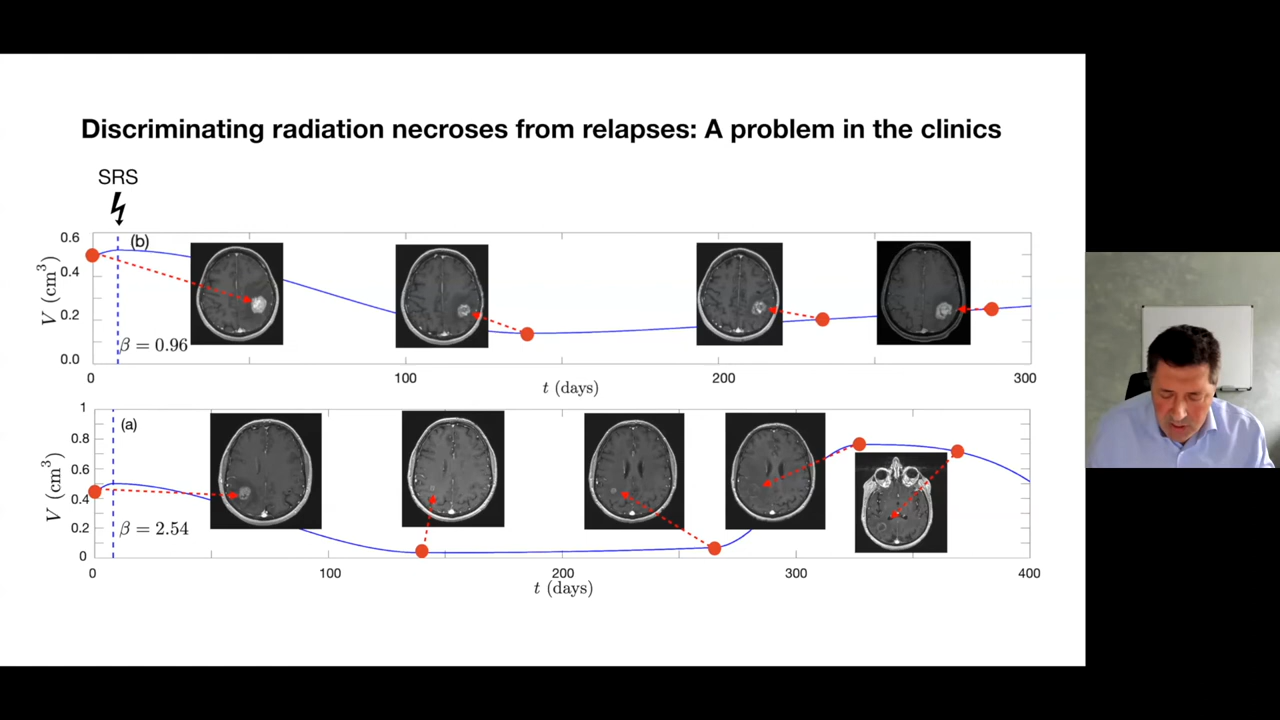 Discriminating radiation necroses from relapses: A problem in the clinics
SRS
(b)
0.6
0.4
0.2
0.0
V (cm³)
β = 0.96
0
100
200
300
t (days)
(a)
1
0.8
0.6
0.4
0.2
0
V (cm³)
β = 2.54
0
100
200
300
400
t (days)